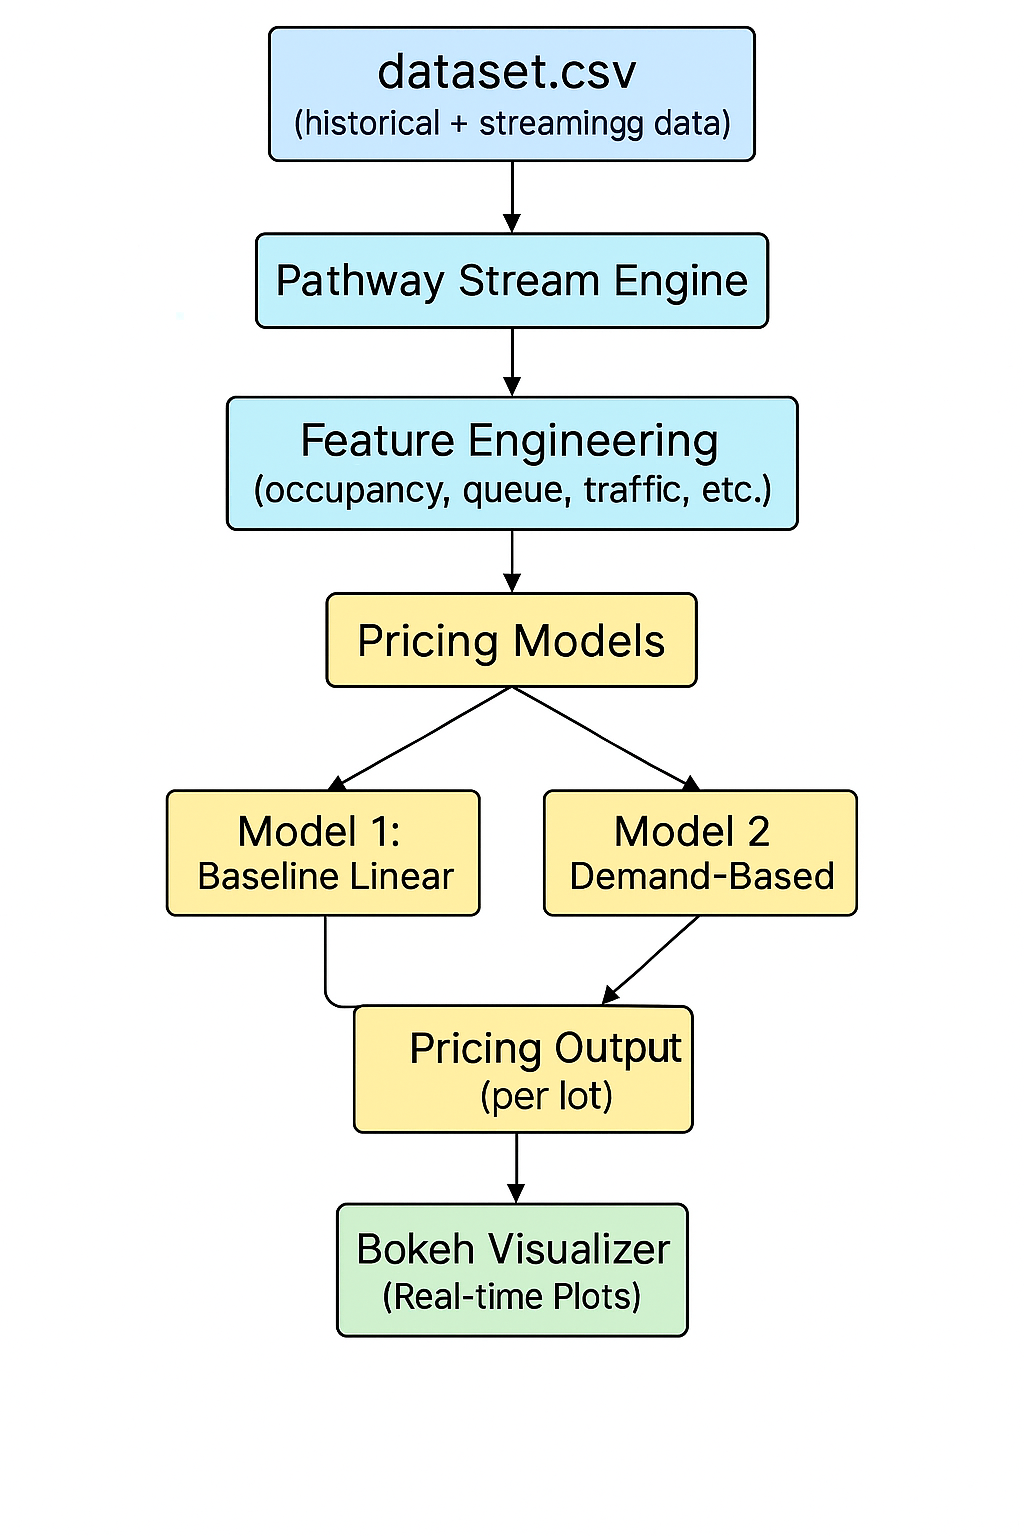 dataset.csv
(historical + streamingg data)
Pathway Stream Engine
Feature Engineering
(occupancy, queue, traffic, etc.)
Pricing Models
Model 1:
Baseline Linear
Model 2
Demand-Based
Pricing Output
(per lot)
Bokeh Visualizer
(Real-time Plots)